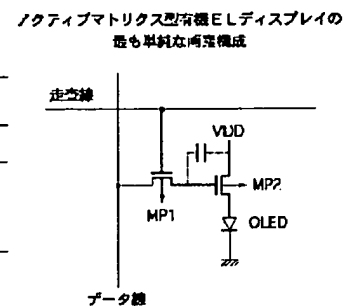 アクティブマトリクス型有機ELディスプレイの
最も単純な画素構成
走査線
VDD
MP2
MP1
OLED
データ線